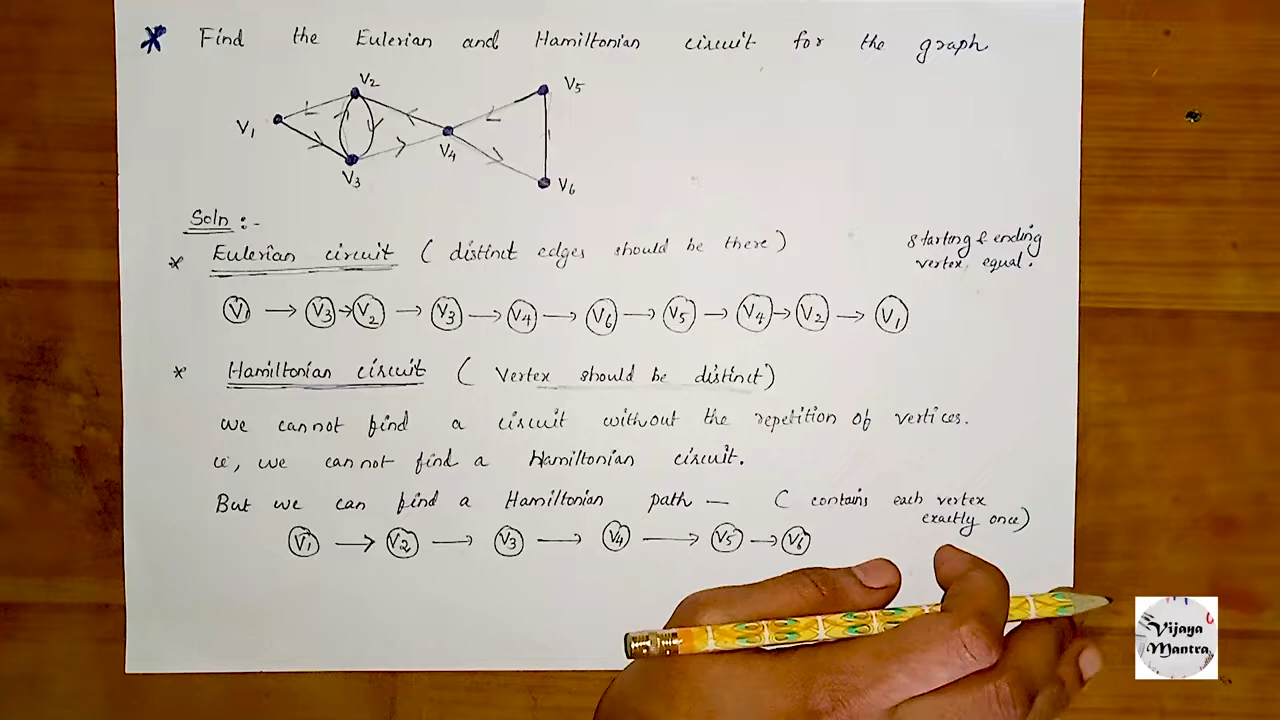 * Find the Eulerian and Hamiltonian circuit for the graph
V1 V2 V3 V4 V5 V6
Soln :-
* Eulerian circuit ( distinct edges should be there )
starting & ending
vertex equal.
V1 → V3 → V2 → V3 → V4 → V6 → V5 → V4 → V2 → V1
* Hamiltonian circuit ( Vertex should be distinct )
we cannot find a circuit without the repetition of vertices.
ie, we cannot find a Hamiltonian circuit.
But we can find a Hamiltonian path — ( contains each vertex
exactly once )
V1 → V2 → V3 → V4 → V5 → V6
Vijaya
Mantra